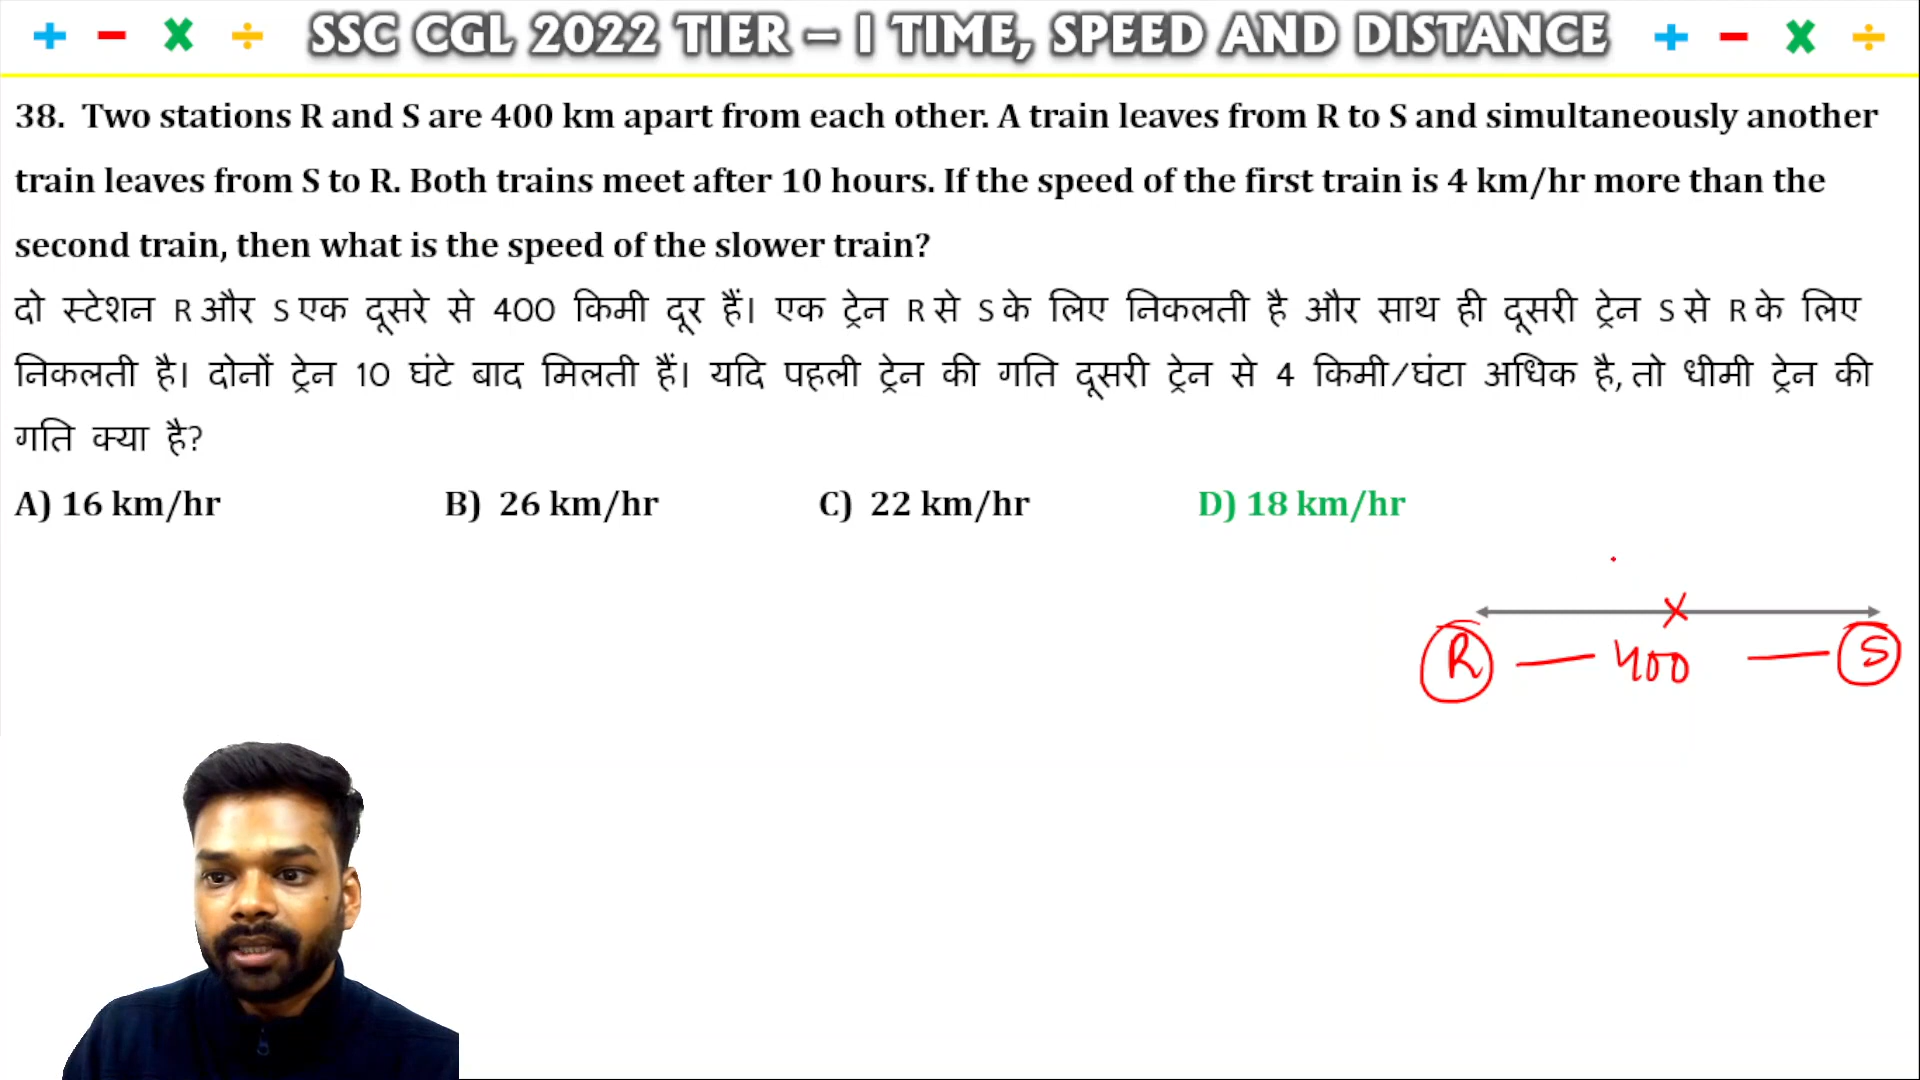 SSC CGL 2022 TIER – I TIME, SPEED AND DISTANCE
38. Two stations R and S are 400 km apart from each other. A train leaves from R to S and simultaneously another
train leaves from S to R. Both trains meet after 10 hours. If the speed of the first train is 4 km/hr more than the
second train, then what is the speed of the slower train?
दो स्टेशन R और S एक दूसरे से 400 किमी दूर हैं। एक ट्रेन R से S के लिए निकलती है और साथ ही दूसरी ट्रेन S से R के लिए
निकलती है। दोनों ट्रेन 10 घंटे बाद मिलती हैं। यदि पहली ट्रेन की गति दूसरी ट्रेन से 4 किमी/घंटा अधिक है, तो धीमी ट्रेन की
गति क्या है?
A) 16 km/hr B) 26 km/hr C) 22 km/hr D) 18 km/hr
R — 400 — S